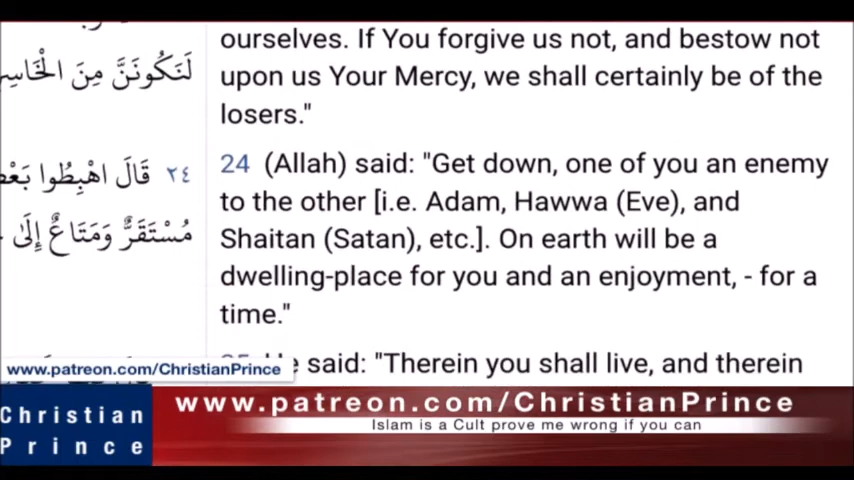 ourselves. If You forgive us not, and bestow not
لَنَكُونَنَّ مِنَ
upon us Your Mercy, we shall certainly be of the
losers."
٢٤ قَالَ اهْبِطُوا
24 (Allah) said: "Get down, one of you an enemy
to the other [i.e. Adam, Hawwa (Eve), and
مُسْتَقَرٌّ وَمَتَاعٌ إِلَىٰ
Shaitan (Satan), etc.]. On earth will be a
dwelling-place for you and an enjoyment, - for a
time."
said: "Therein you shall live, and therein
www.patreon.com/ChristianPrince
Christian
Prince
www.patreon.com/ChristianPrince
Islam is a Cult prove me wrong if you can